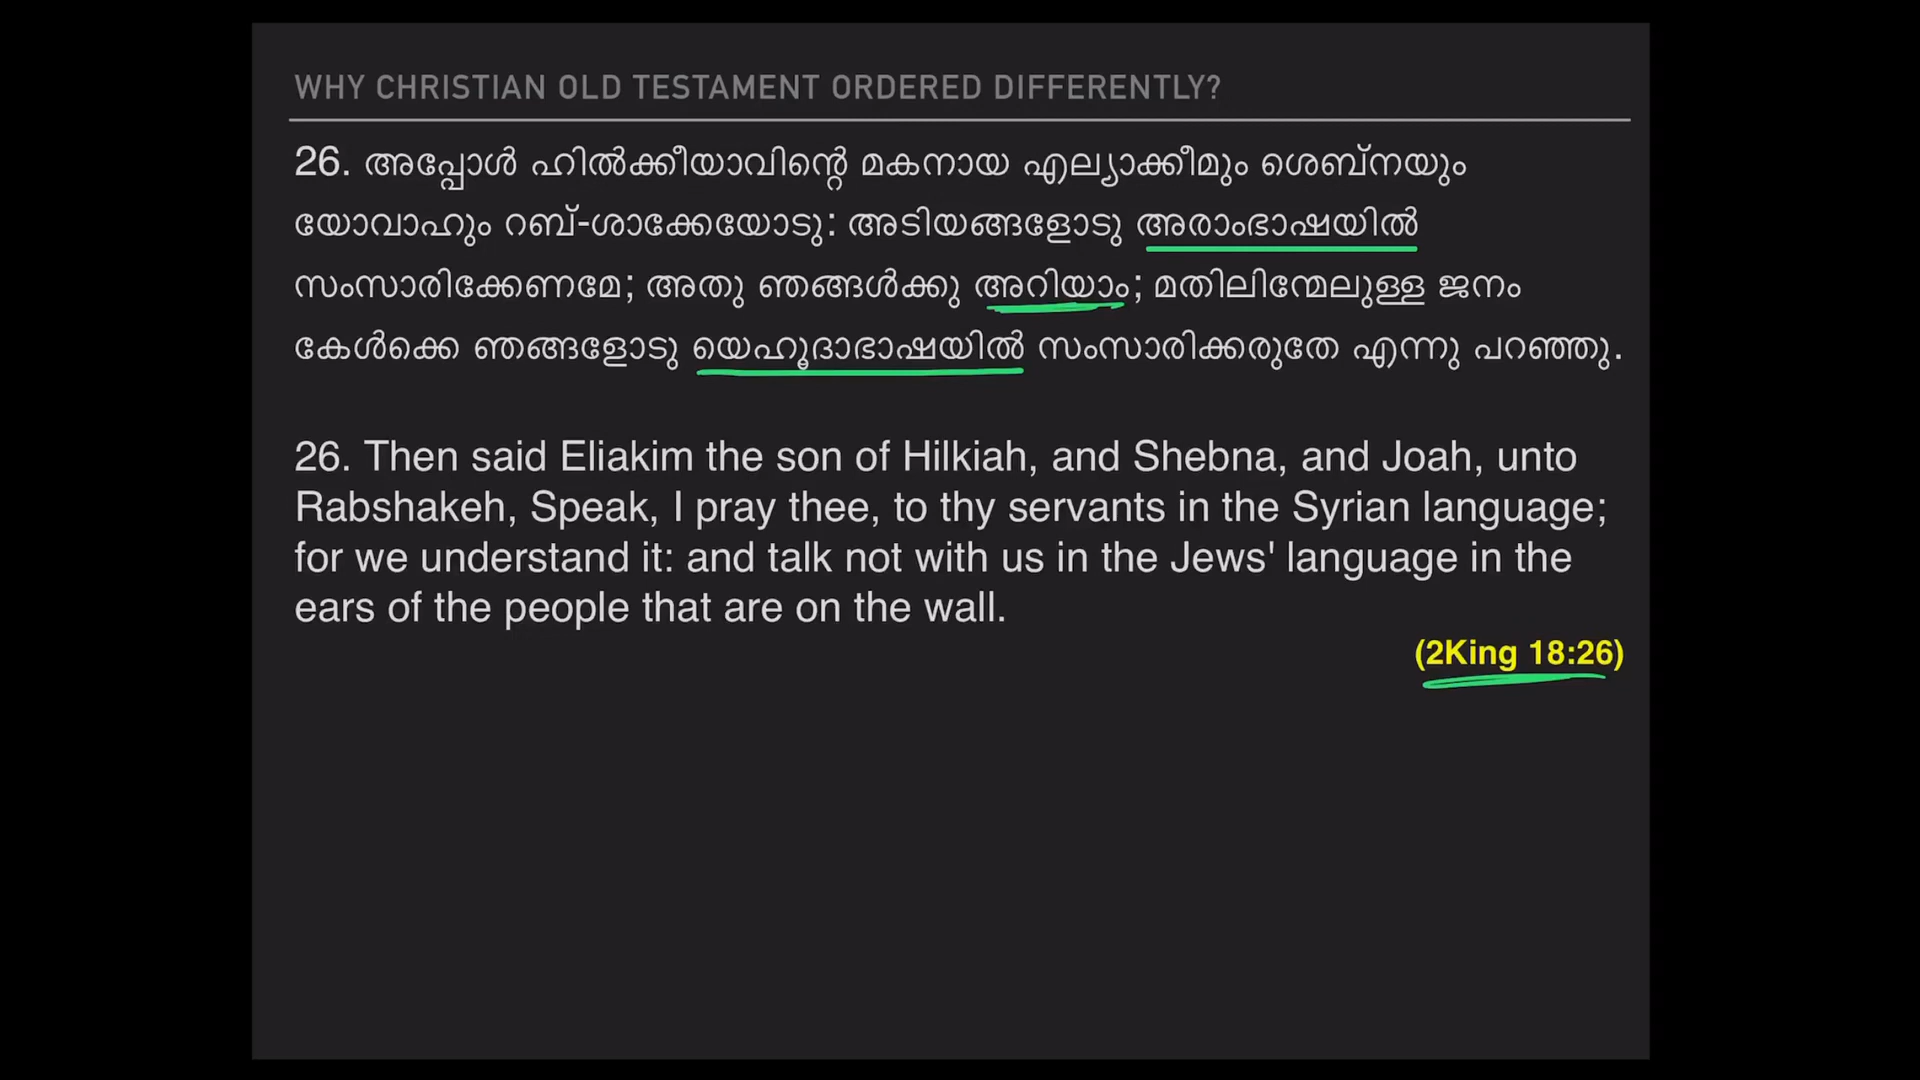 WHY CHRISTIAN OLD TESTAMENT ORDERED DIFFERENTLY?
26. അപ്പോൾ ഹിൽക്കീയാവിന്റെ മകനായ എല്യാക്കീമും ശെബ്നയും
യോവാഹും റബ്-ശാക്കേയോടു: അടിയങ്ങളോടു അരാംഭാഷയിൽ
സംസാരിക്കേണമേ; അതു ഞങ്ങൾക്കു അറിയാം; മതിലിന്മേലുള്ള ജനം
കേൾക്കെ ഞങ്ങളോടു യെഹൂദാഭാഷയിൽ സംസാരിക്കരുതേ എന്നു പറഞ്ഞു.
26. Then said Eliakim the son of Hilkiah, and Shebna, and Joah, unto
Rabshakeh, Speak, I pray thee, to thy servants in the Syrian language;
for we understand it: and talk not with us in the Jews' language in the
ears of the people that are on the wall.
(2King 18:26)